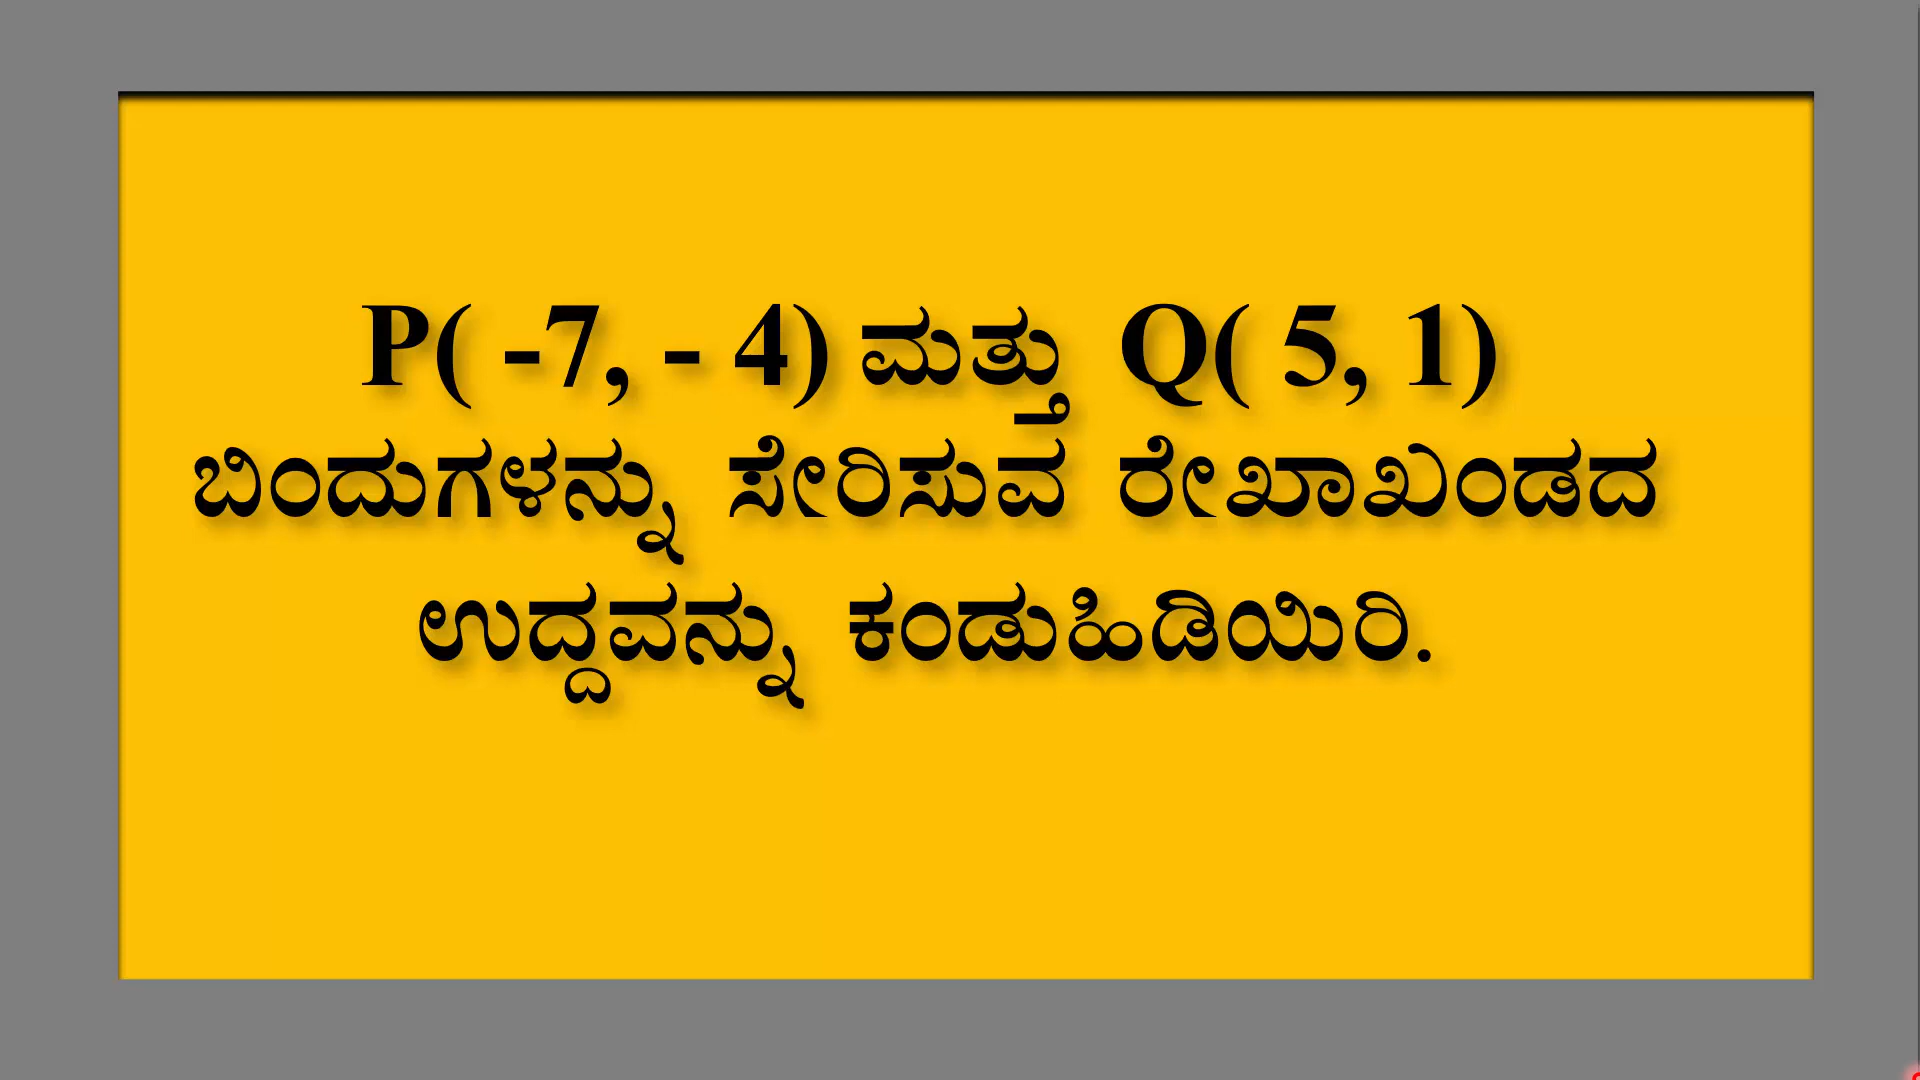 P( -7, - 4) ಮತ್ತು Q( 5, 1)
ಬಿಂದುಗಳನ್ನು ಸೇರಿಸುವ ರೇಖಾಖಂಡದ
ಉದ್ದವನ್ನು ಕಂಡುಹಿಡಿಯಿರಿ.